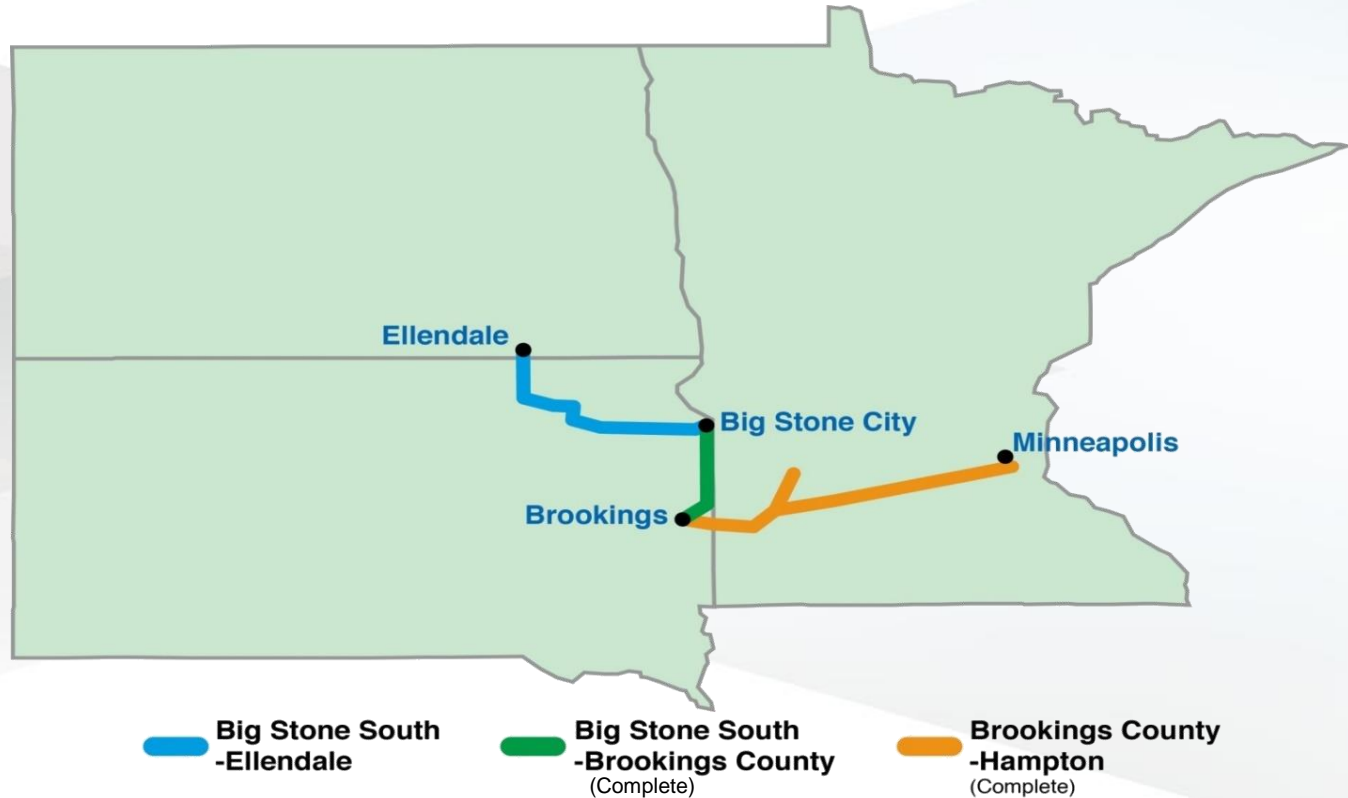 Ellendale
Big Stone City
Minneapolis
Brookings
Big Stone South
-Ellendale
Big Stone South
-Brookings County
(Complete)
Brookings County
-Hampton
(Complete)